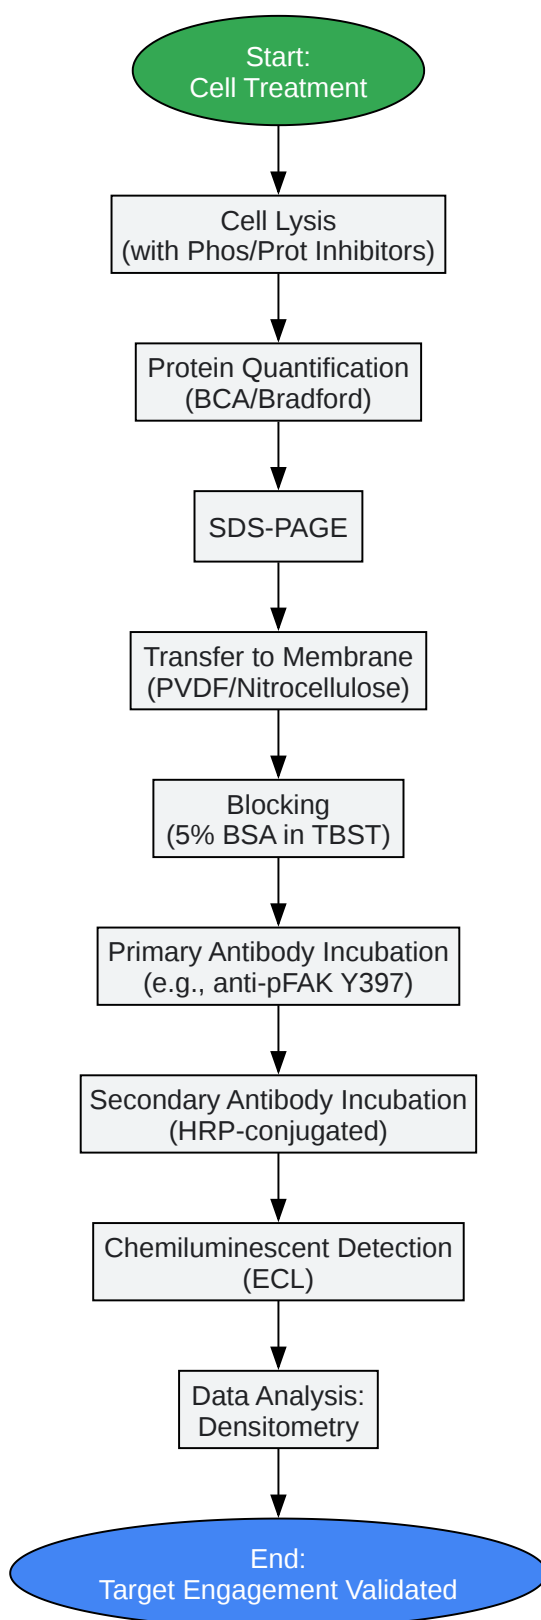 Start:
Cell Treatment
Cell Lysis
(with Phos/Prot Inhibitors)
Protein Quantification
(BCA/Bradford)
SDS-PAGE
Transfer to Membrane
(PVDF/Nitrocellulose)
Blocking
(5% BSA in TBST)
Primary Antibody Incubation
(e.g., anti-pFAK Y397)
Secondary Antibody Incubation
(HRP-conjugated)
Chemiluminescent Detection
(ECL)
Data Analysis:
Densitometry
End:
Target Engagement Validated